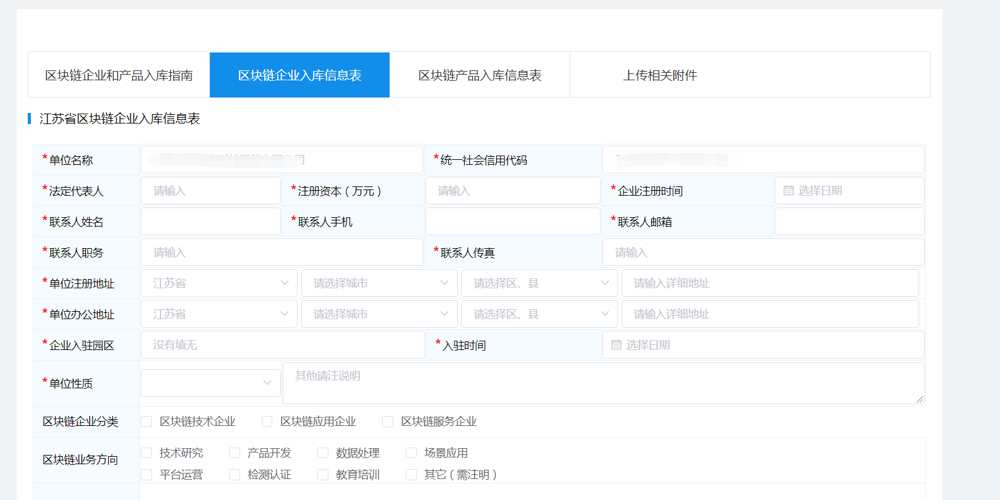 区块链企业和产品入库指南 区块链企业入库信息表 区块链产品入库信息表 上传相关附件
江苏省区块链企业入库信息表
*单位名称 *统一社会信用代码
*法定代表人 请输入 *注册资本（万元） 请输入 *企业注册时间 选择日期
*联系人姓名 *联系人手机 *联系人邮箱
*联系人职务 请输入 *联系人传真 请输入
*单位注册地址 江苏省 请选择城市 请选择区、县 请输入详细地址
*单位办公地址 江苏省 请选择城市 请选择区、县 请输入详细地址
*企业入驻园区 没有填无 *入驻时间 选择日期
*单位性质 其他请注说明
区块链企业分类 区块链技术企业 区块链应用企业 区块链服务企业
区块链业务方向 技术研究 产品开发 数据处理 场景应用
平台运营 检测认证 教育培训 其它（需注明）